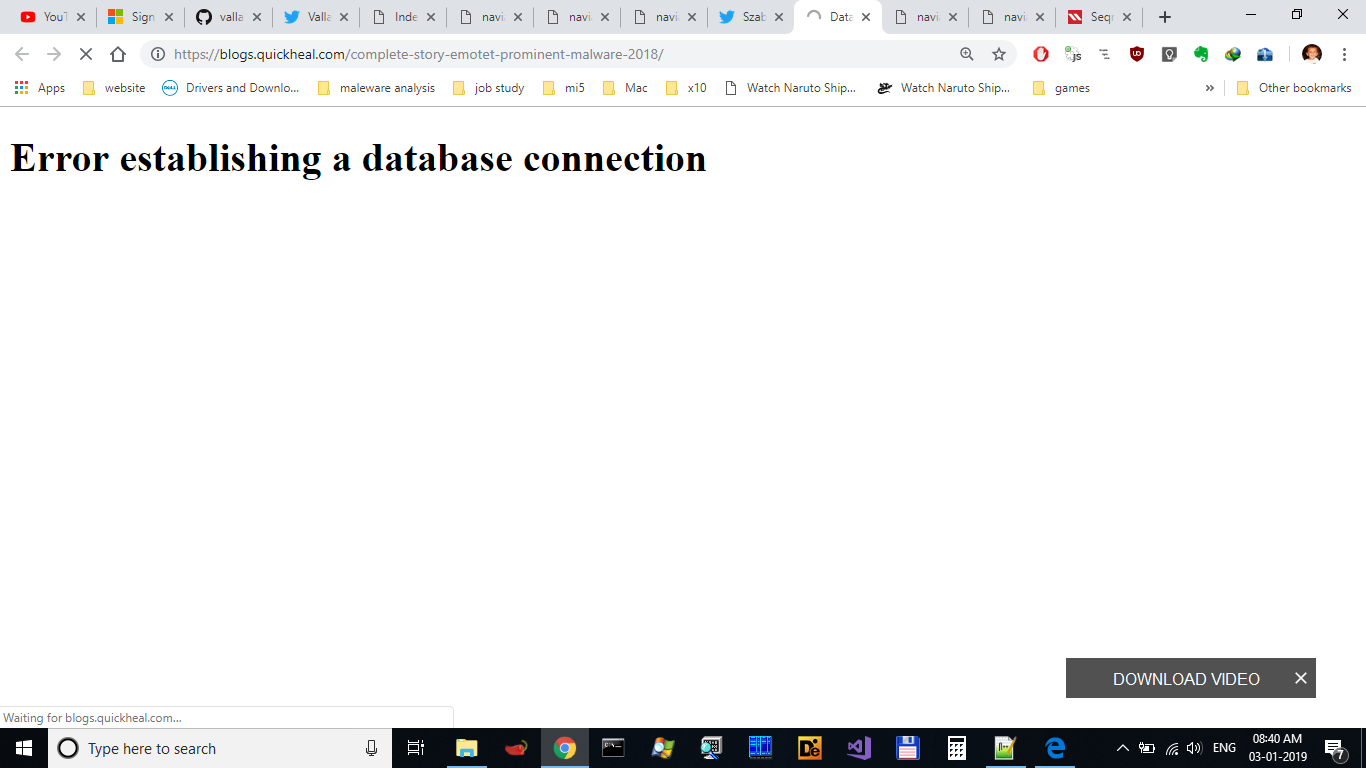 YouT
Sign
valla
Valla
Inde
navi
navi
navi
Szab
Data
navi
navi
Seqr
https://blogs.quickheal.com/complete-story-emotet-prominent-malware-2018/
Apps website Drivers and Downlo... maleware analysis job study mi5 Mac x10 Watch Naruto Ship... Watch Naruto Ship... games » Other bookmarks
Error establishing a database connection
DOWNLOAD VIDEO
Waiting for blogs.quickheal.com...
Type here to search
ENG
08:40 AM
03-01-2019
7